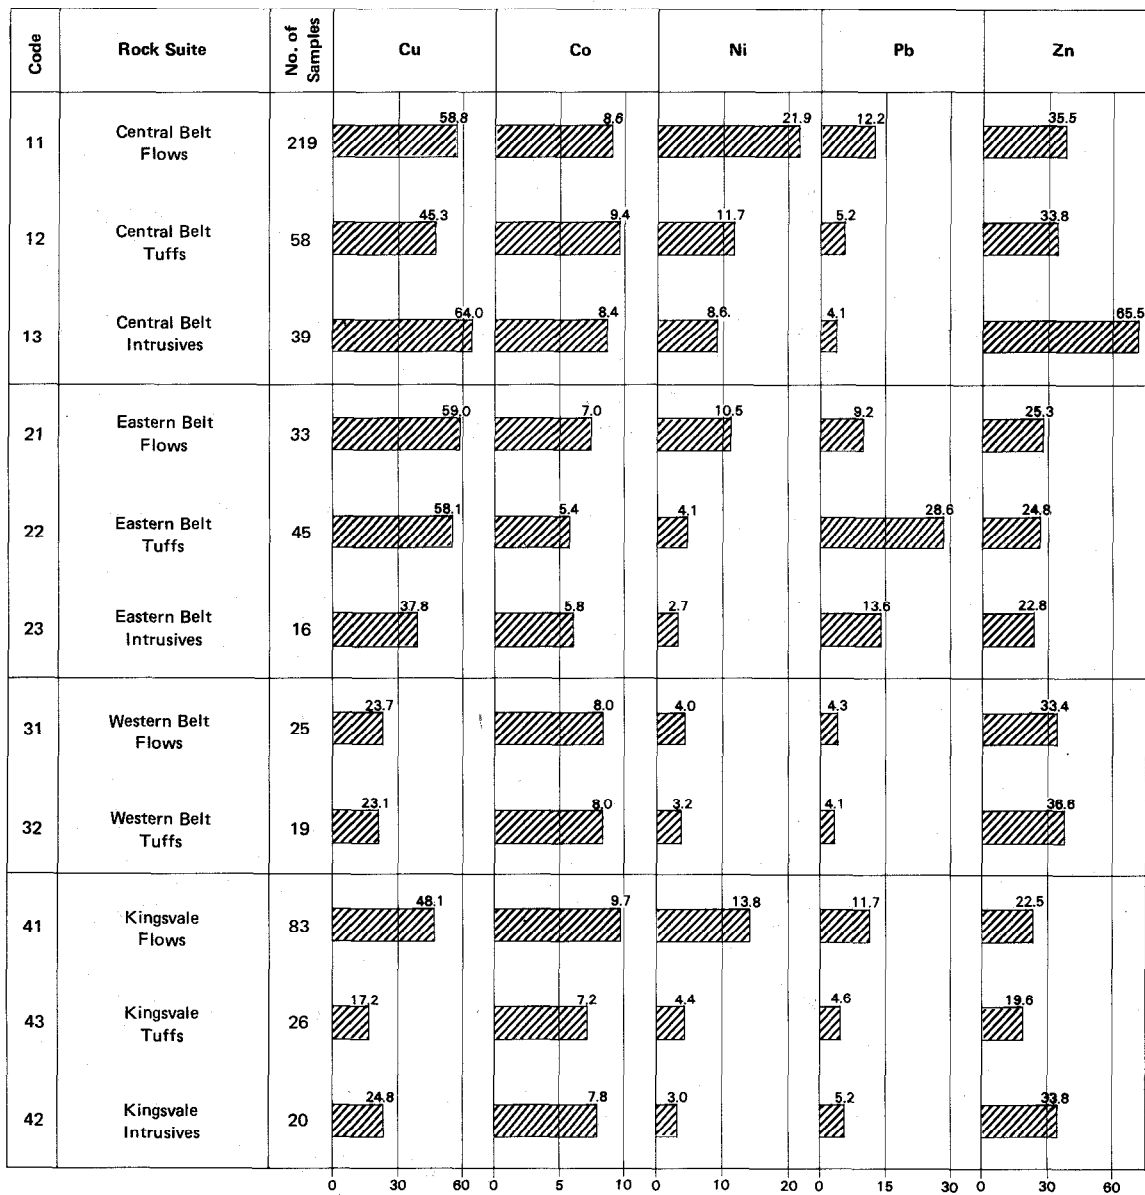 Code Rock Suite No. of Samples Cu Co Ni Pb Zn
11 Central Belt Flows 219 58.8 8.6 21.9 12.2 35.5
12 Central Belt Tuffs 58 45.3 9.4 11.7 5.2 33.8
13 Central Belt Intrusives 39 64.0 8.4 8.6. 4.1 65.5
21 Eastern Belt Flows 33 59.0 7.0 10.5 9.2 25.3
22 Eastern Belt Tuffs 45 58.1 5.4 4.1 28.6 24.8
23 Eastern Belt Intrusives 16 37.8 5.8 2.7 13.6 22.8
31 Western Belt Flows 25 23.7 8.0 4.0 4.3 33.4
32 Western Belt Tuffs 19 23.1 8.0 3.2 4.1 36.6
41 Kingsvale Flows 83 48.1 9.7 13.8 11.7 22.5
43 Kingsvale Tuffs 26 17.2 7.2 4.4 4.6 19.6
42 Kingsvale Intrusives 20 24.8 7.8 3.0 5.2 33.8
0 30 60 0 5 10 0 10 20 0 15 30 0 30 60